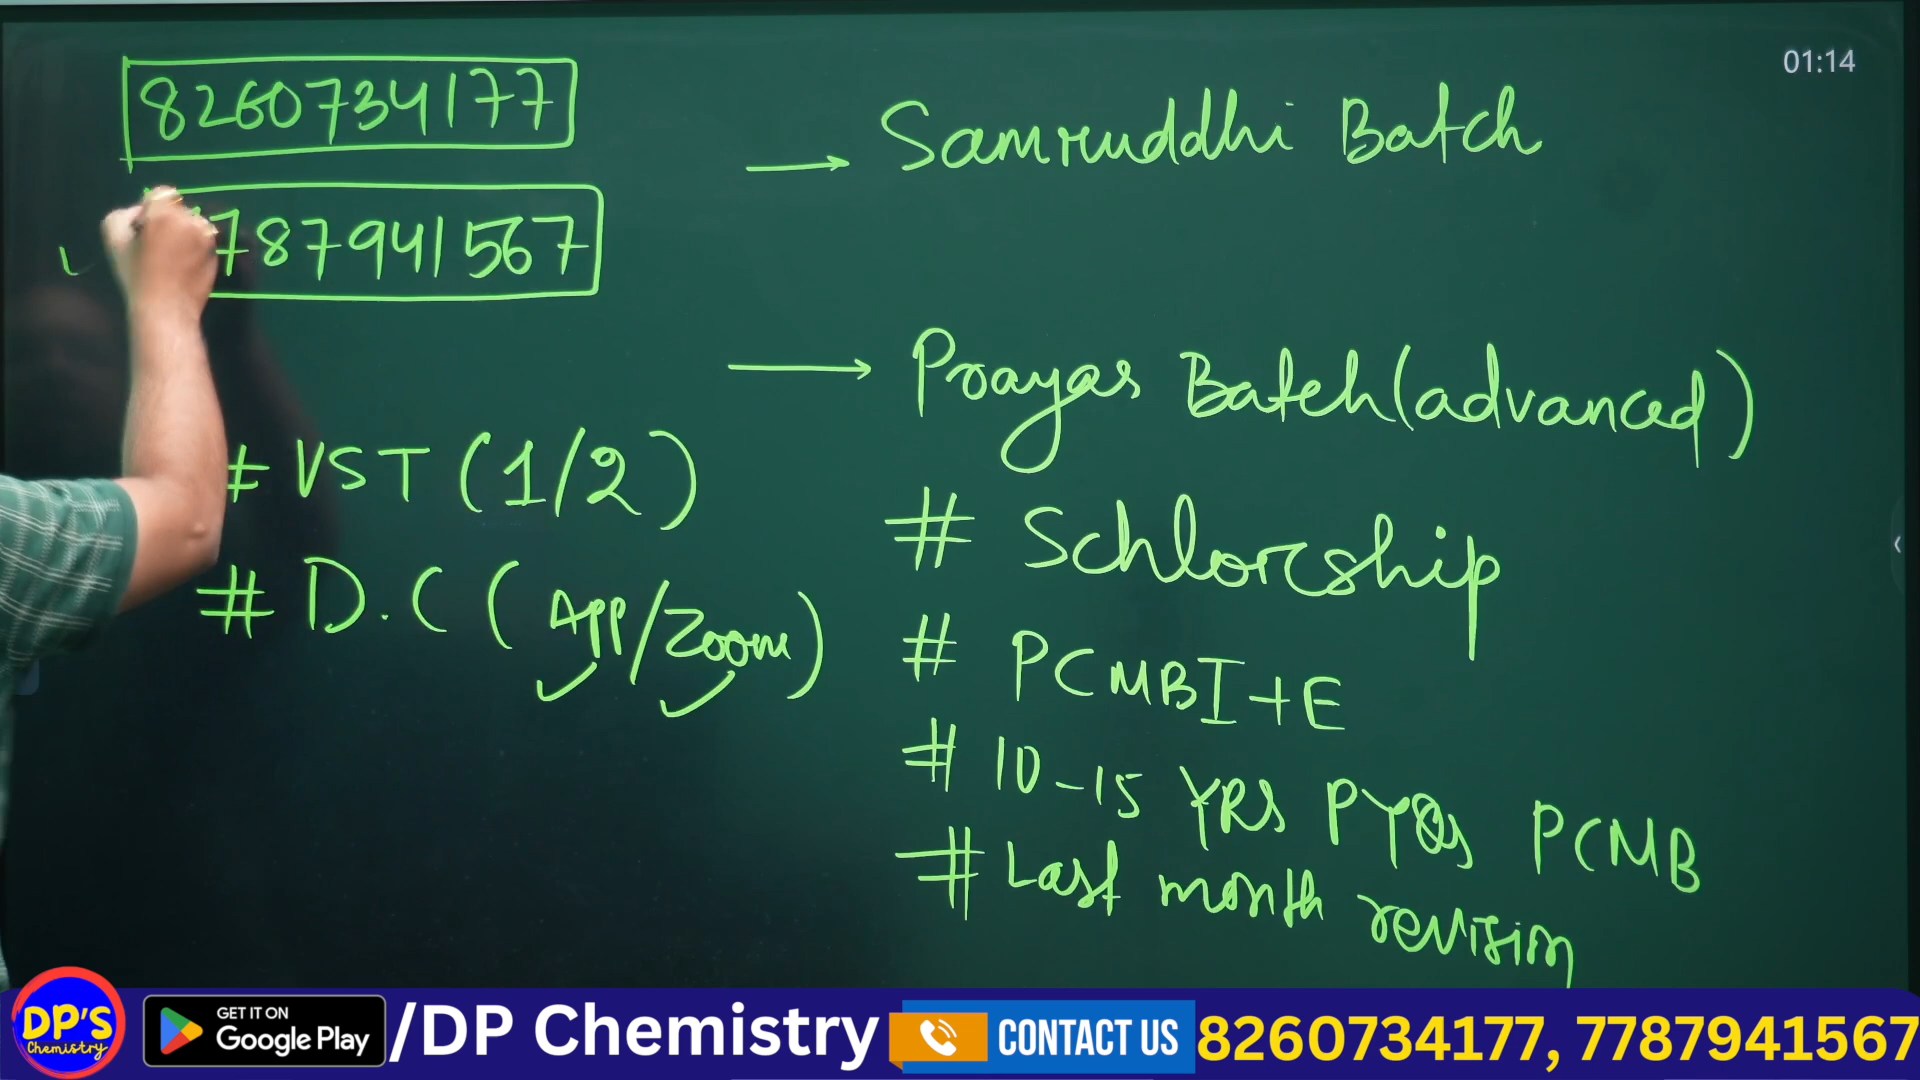 01:14
8260734177
787941567
→ Samruddhi Batch
→ Prayas Batch (advanced)
# VST (1/2)
# D.C (App/Zoom)
# Schlorship
# PCMBI+E
# 10-15 YRS PYQs PCMB
# Last month revision
DP'S Chemistry
GET IT ON
Google Play
/DP Chemistry
CONTACT US
8260734177, 7787941567